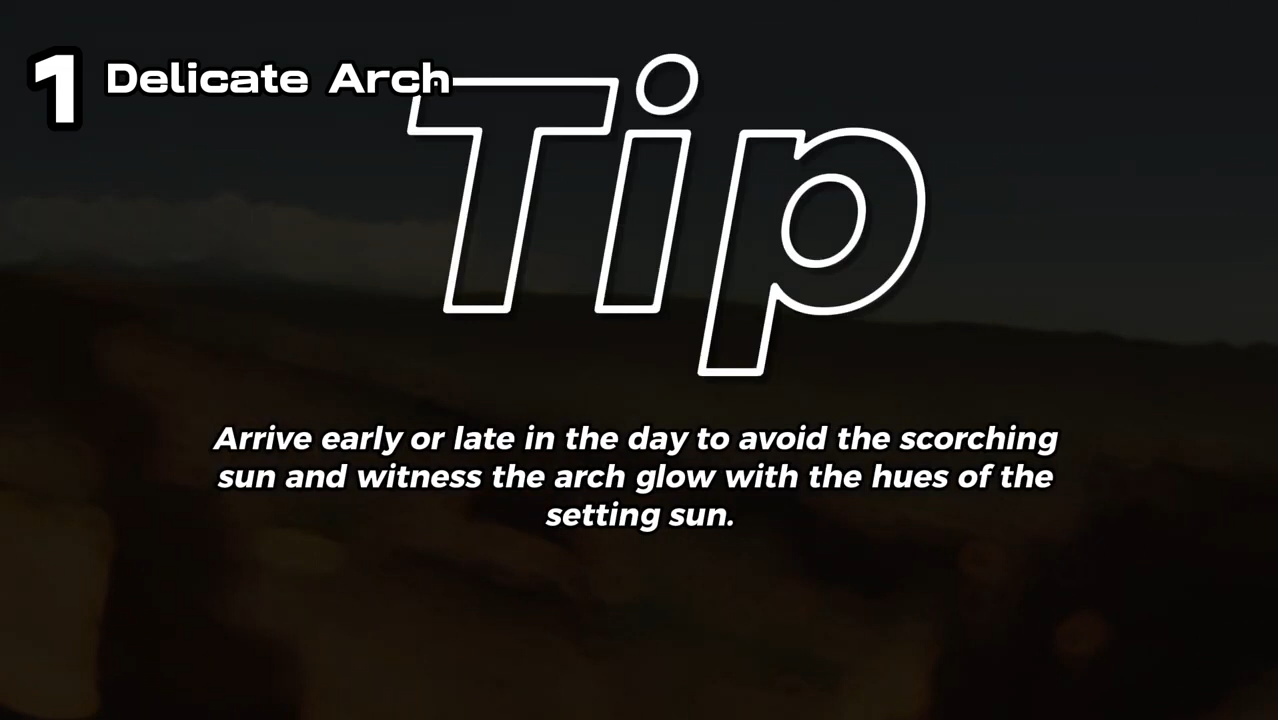 1 Delicate Arch
Tip
Arrive early or late in the day to avoid the scorching
sun and witness the arch glow with the hues of the
setting sun.